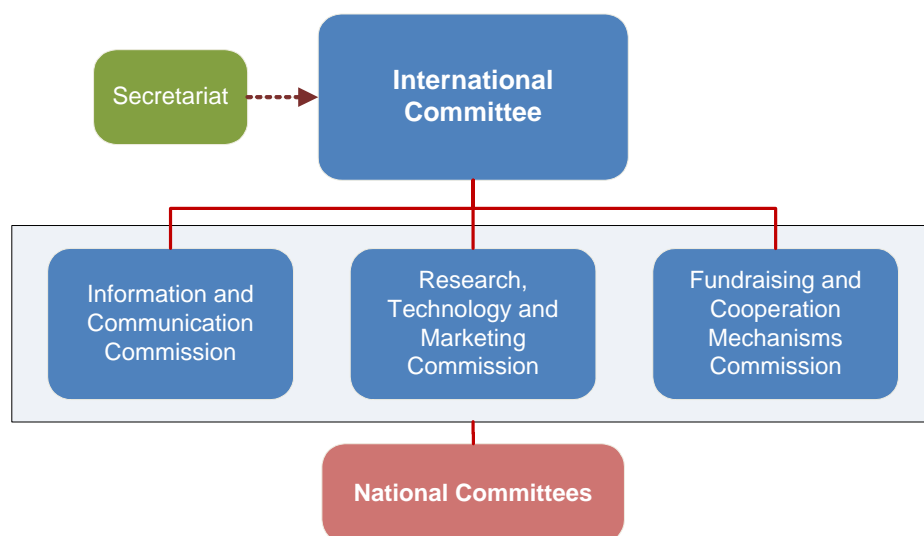 Secretariat
International
Committee
Information and
Communication
Commission
Research,
Technology and
Marketing
Commission
Fundraising and
Cooperation
Mechanisms
Commission
National Committees